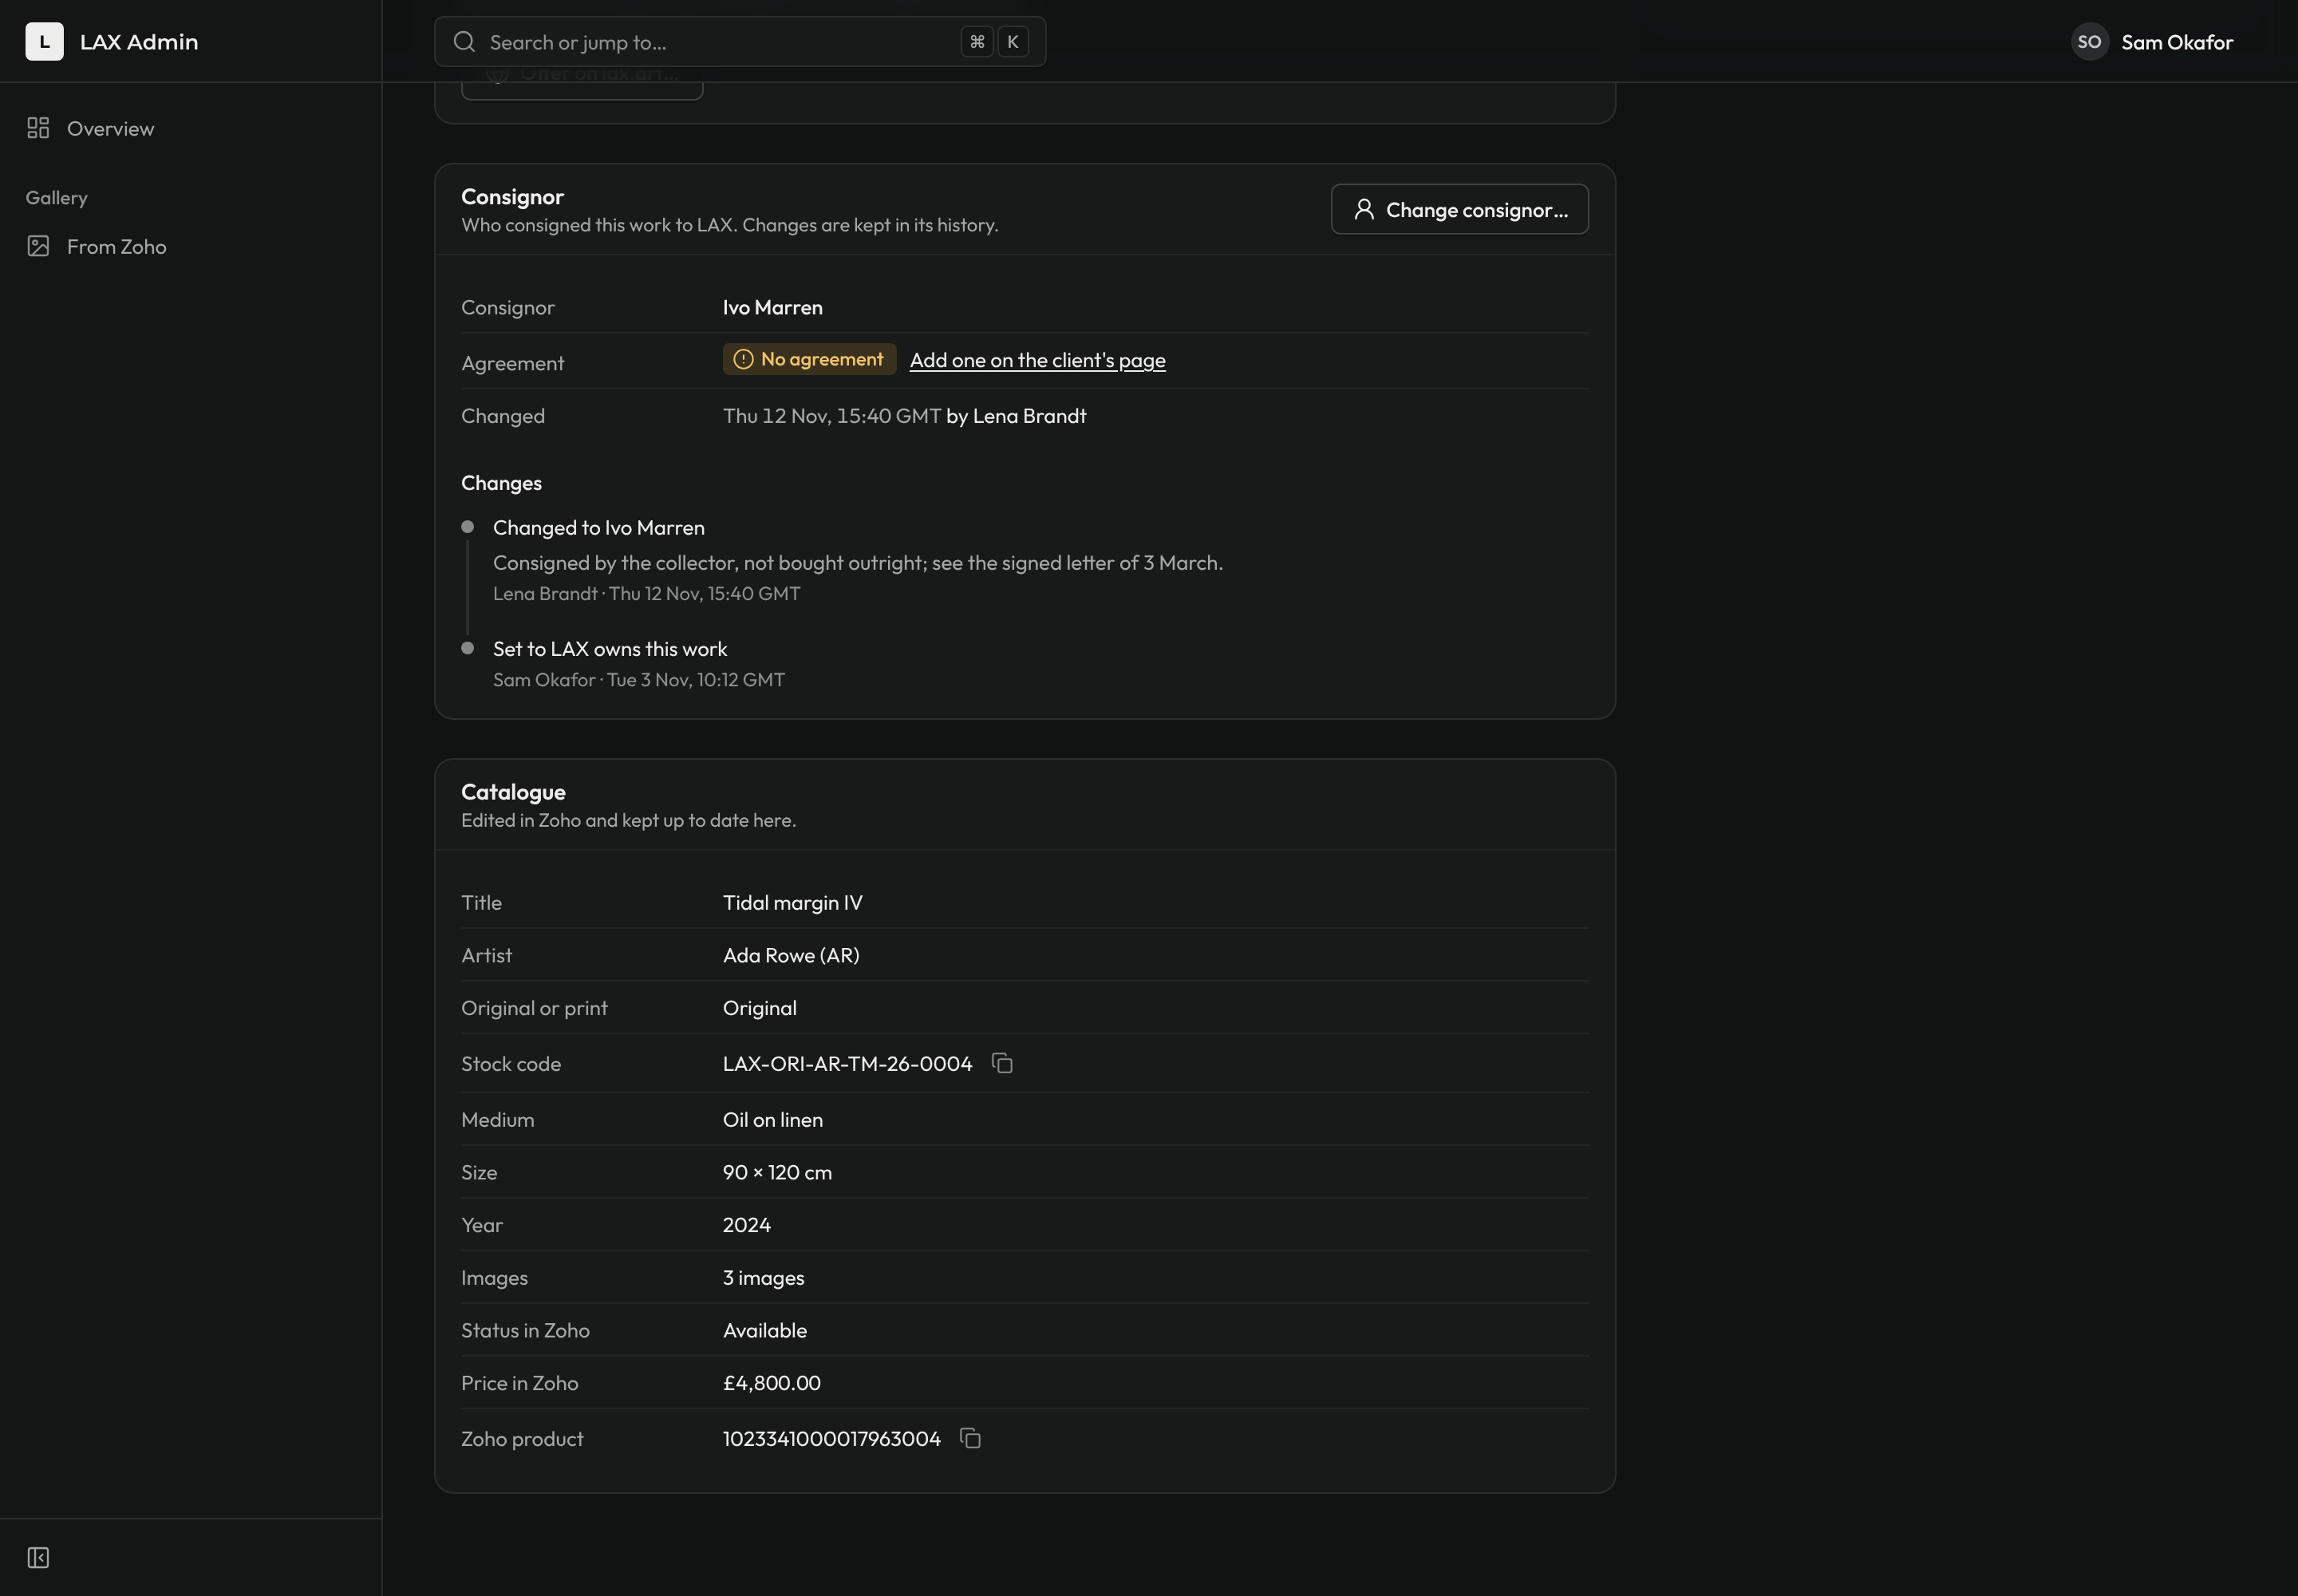 L LAX Admin
Search or jump to... ⌘ K
SO Sam Okafor
Offer on lax.art...
Overview
Gallery
From Zoho
Consignor
Who consigned this work to LAX. Changes are kept in its history.
Change consignor...
Consignor Ivo Marren
Agreement No agreement Add one on the client's page
Changed Thu 12 Nov, 15:40 GMT by Lena Brandt
Changes
Changed to Ivo Marren
Consigned by the collector, not bought outright; see the signed letter of 3 March.
Lena Brandt · Thu 12 Nov, 15:40 GMT
Set to LAX owns this work
Sam Okafor · Tue 3 Nov, 10:12 GMT
Catalogue
Edited in Zoho and kept up to date here.
Title Tidal margin IV
Artist Ada Rowe (AR)
Original or print Original
Stock code LAX-ORI-AR-TM-26-0004
Medium Oil on linen
Size 90 × 120 cm
Year 2024
Images 3 images
Status in Zoho Available
Price in Zoho £4,800.00
Zoho product 1023341000017963004